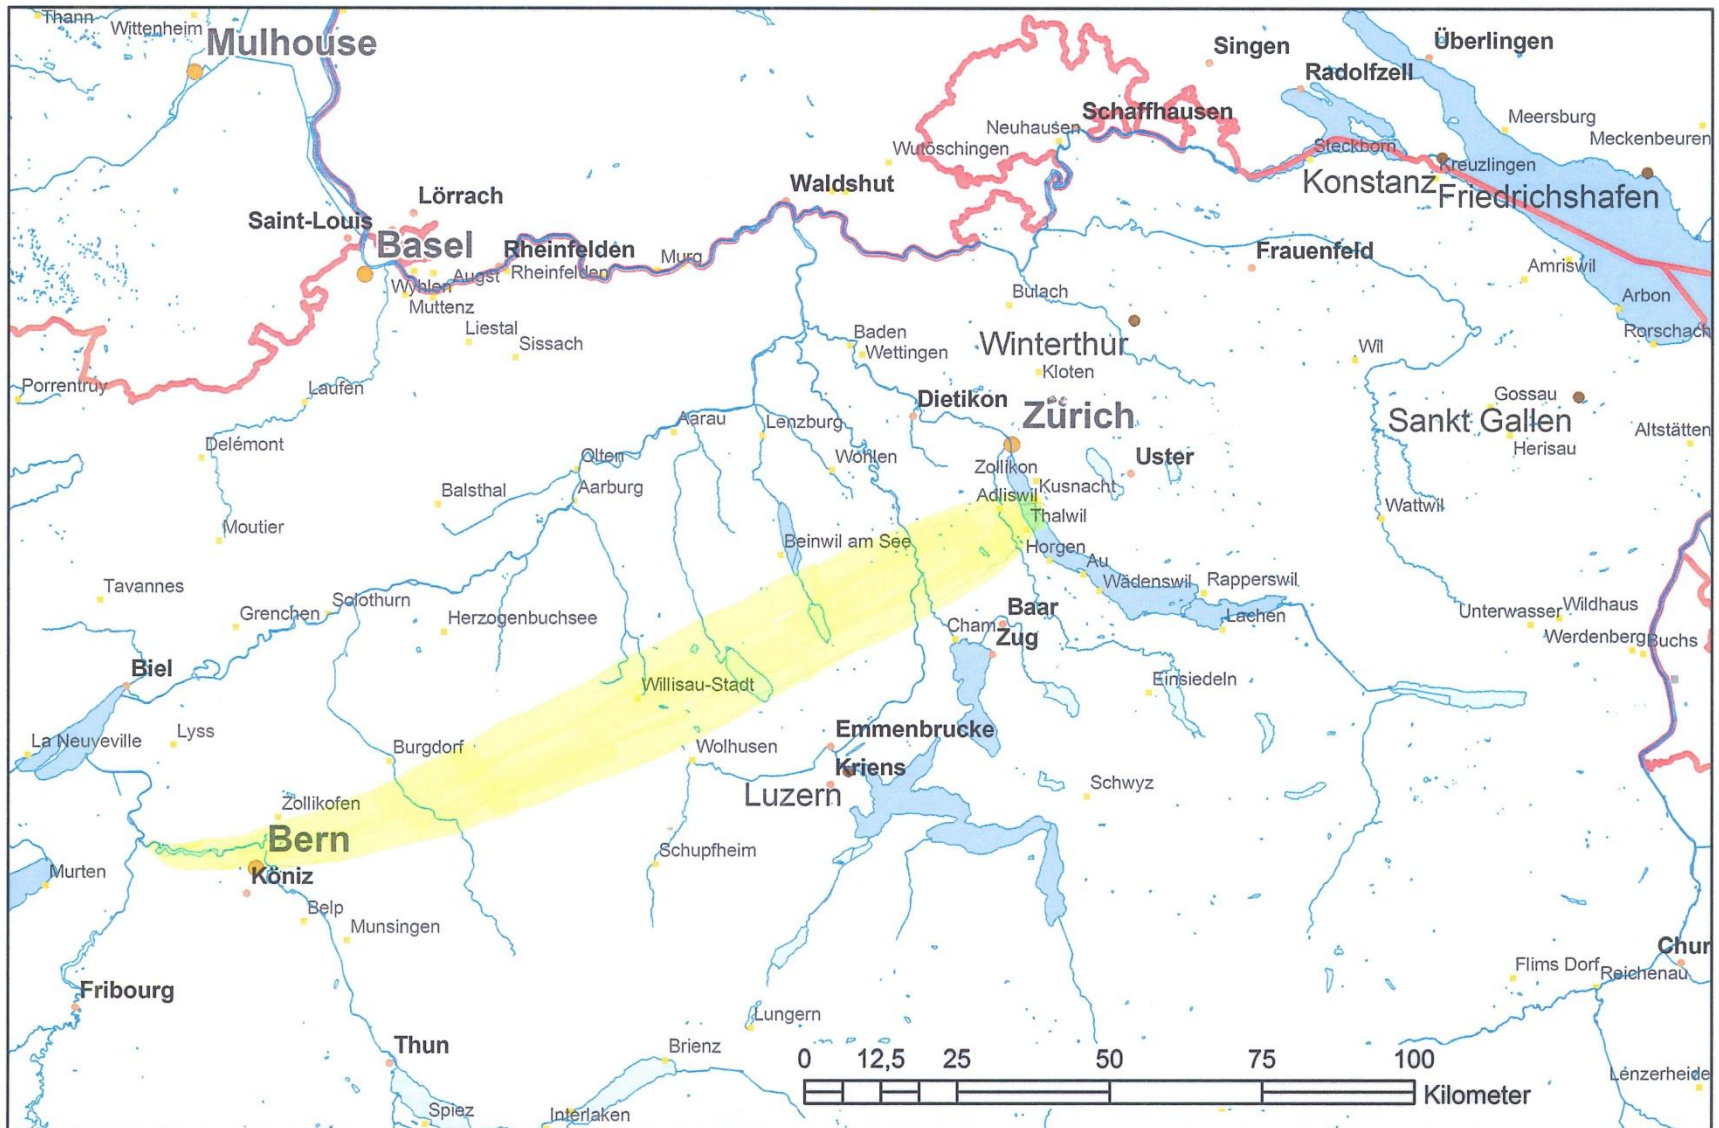 Thann
Wittenheim
Mulhouse
Singen
Überlingen
Radolfzell
Schaffhausen
Meersburg
Neuhausen
Meckenbeuren
Wutöschingen
Steckborn
Kreuzlingen
Konstanz
Friedrichshafen
Waldshut
Lörrach
Saint-Louis
Basel
Rheinfelden
Frauenfeld
Murg
Augst
Rheinfelden
Amriswil
Wyhlen
Muttenz
Bulach
Arbon
Liestal
Sissach
Baden
Wettingen
Winterthur
Rorschach
Wil
Kloten
Porrentruy
Laufen
Dietikon
Zürich
Gossau
Sankt Gallen
Aarau
Lenzburg
Altstätten
Delémont
Herisau
Olten
Wohlen
Zollikon
Uster
Balsthal
Aarburg
Adliswil
Kusnacht
Wattwil
Moutier
Thalwil
Beinwil am See
Horgen
Au
Tavannes
Wädenswil
Rapperswil
Grenchen
Solothurn
Herzogenbuchsee
Baar
Lachen
Unterwasser
Wildhaus
Cham
Zug
Werdenberg
Buchs
Biel
Willisau-Stadt
Einsiedeln
Lyss
La Neuveville
Burgdorf
Wolhusen
Emmenbrucke
Kriens
Luzern
Schwyz
Zollikofen
Bern
Schupfheim
Murten
Köniz
Belp
Munsingen
Chur
Flims Dorf
Reichenau
Fribourg
Lungern
Thun
Brienz
0 12,5 25 50 75 100
Kilometer
Lenzerheide
Spiez
Interlaken